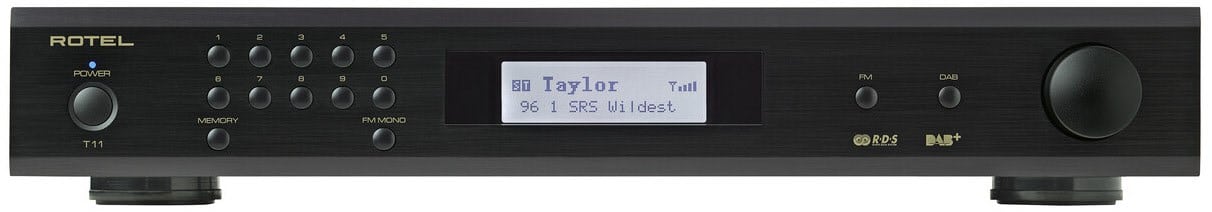 ROTEL
POWER
T11
1 2 3 4 5
6 7 8 9 0
MEMORY FM MONO
ST Taylor
96 1 SRS Wildest
FM DAB
R·D·S
DAB+